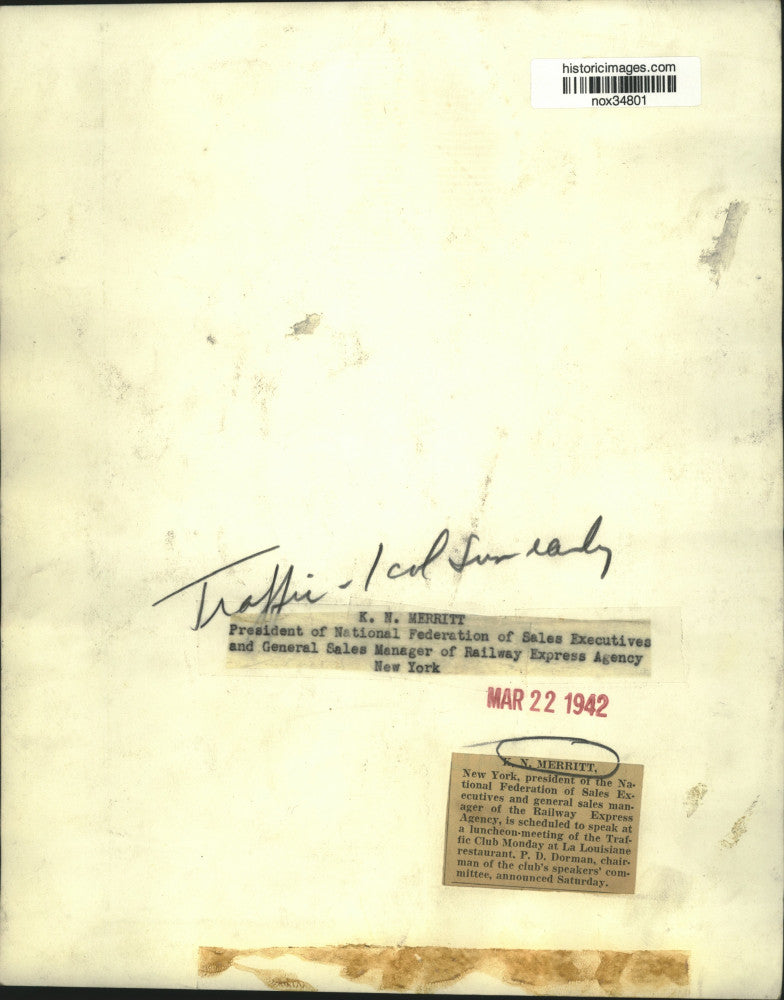 historicimages.com
nox34801
Traffic - 1 col Sun early
K. N. MERRITT
President of National Federation of Sales Executives
and General Sales Manager of Railway Express Agency
New York
MAR 22 1942
K. N. MERRITT,
New York, president of the Na-
tional Federation of Sales Ex-
ecutives and general sales man-
ager of the Railway Express
Agency, is scheduled to speak at
a luncheon-meeting of the Traf-
fic Club Monday at La Louisiane
restaurant, P. D. Dorman, chair-
man of the club's speakers' com-
mittee, announced Saturday.